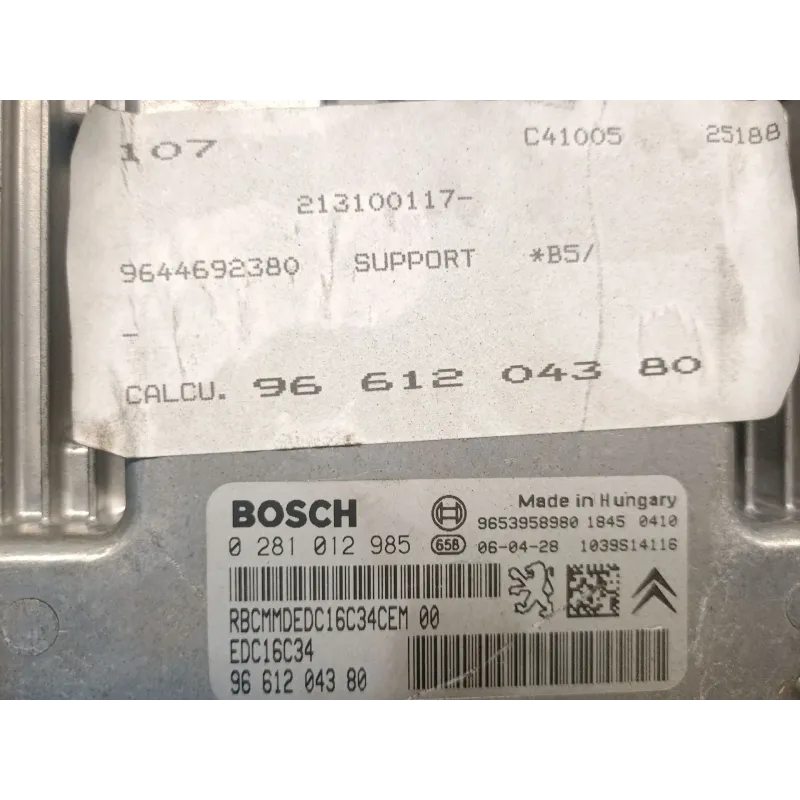 107 C41005 25188
213100117-
9644692380 SUPPORT *B5/
-
CALCU. 96 612 043 80
BOSCH Made in Hungary
9653958980 1845 0410
0 281 012 985 658 06-04-28 1039S14116
RBCMMDEDC16C34CEM 00
EDC16C34
96 612 043 80